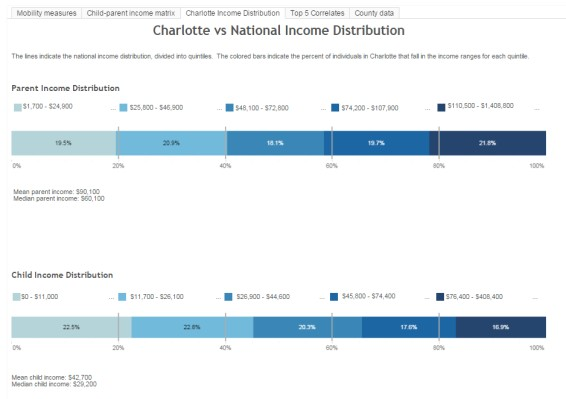 Mobility measures
Child-parent income matrix
Charlotte Income Distribution
Top 5 Correlates
County data
Charlotte vs National Income Distribution
The lines indicate the national income distribution, divided into quintiles. The colored bars indicate the percent of individuals in Charlotte that fall in the income ranges for each quintile.
Parent Income Distribution
$1,700 - $24,900 ... $25,800 - $46,900 ... $48,100 - $72,800 ... $74,200 - $107,900 ... $110,500 - $1,408,800 ...
19.5% 20.9% 18.1% 19.7% 21.8%
0% 20% 40% 60% 80% 100%
Mean parent income: $90,100
Median parent income: $60,100
Child Income Distribution
$0 - $11,000 ... $11,700 - $26,100 ... $26,900 - $44,600 ... $45,800 - $74,400 ... $76,400 - $408,400 ...
22.5% 22.8% 20.3% 17.6% 16.9%
0% 20% 40% 60% 80% 100%
Mean child income: $42,700
Median child income: $29,200